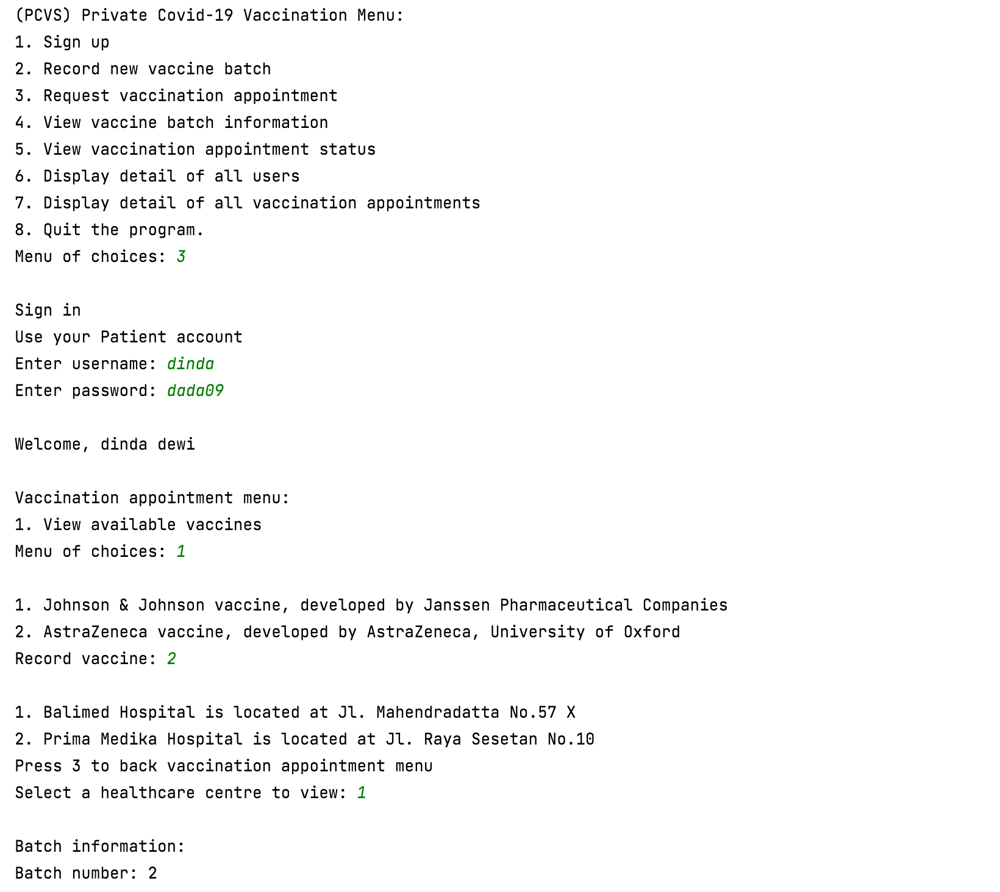 (PCVS) Private Covid-19 Vaccination Menu:
1. Sign up
2. Record new vaccine batch
3. Request vaccination appointment
4. View vaccine batch information
5. View vaccination appointment status
6. Display detail of all users
7. Display detail of all vaccination appointments
8. Quit the program.
Menu of choices: 3
Sign in
Use your Patient account
Enter username: dinda
Enter password: dada09
Welcome, dinda dewi
Vaccination appointment menu:
1. View available vaccines
Menu of choices: 1
1. Johnson & Johnson vaccine, developed by Janssen Pharmaceutical Companies
2. AstraZeneca vaccine, developed by AstraZeneca, University of Oxford
Record vaccine: 2
1. Balimed Hospital is located at Jl. Mahendradatta No.57 X
2. Prima Medika Hospital is located at Jl. Raya Sesetan No.10
Press 3 to back vaccination appointment menu
Select a healthcare centre to view: 1
Batch information:
Batch number: 2